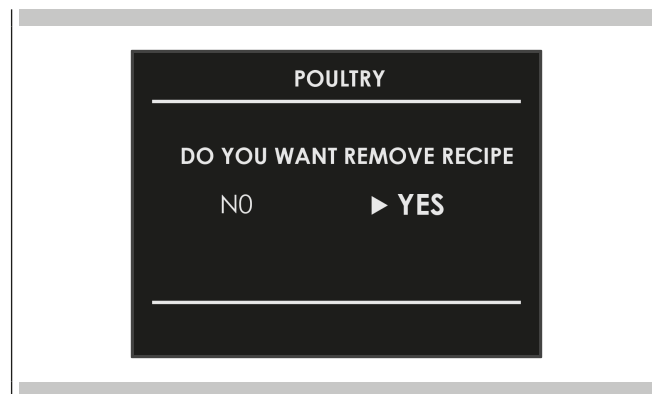 POULTRY
DO YOU WANT REMOVE RECIPE
N0 ▶ YES